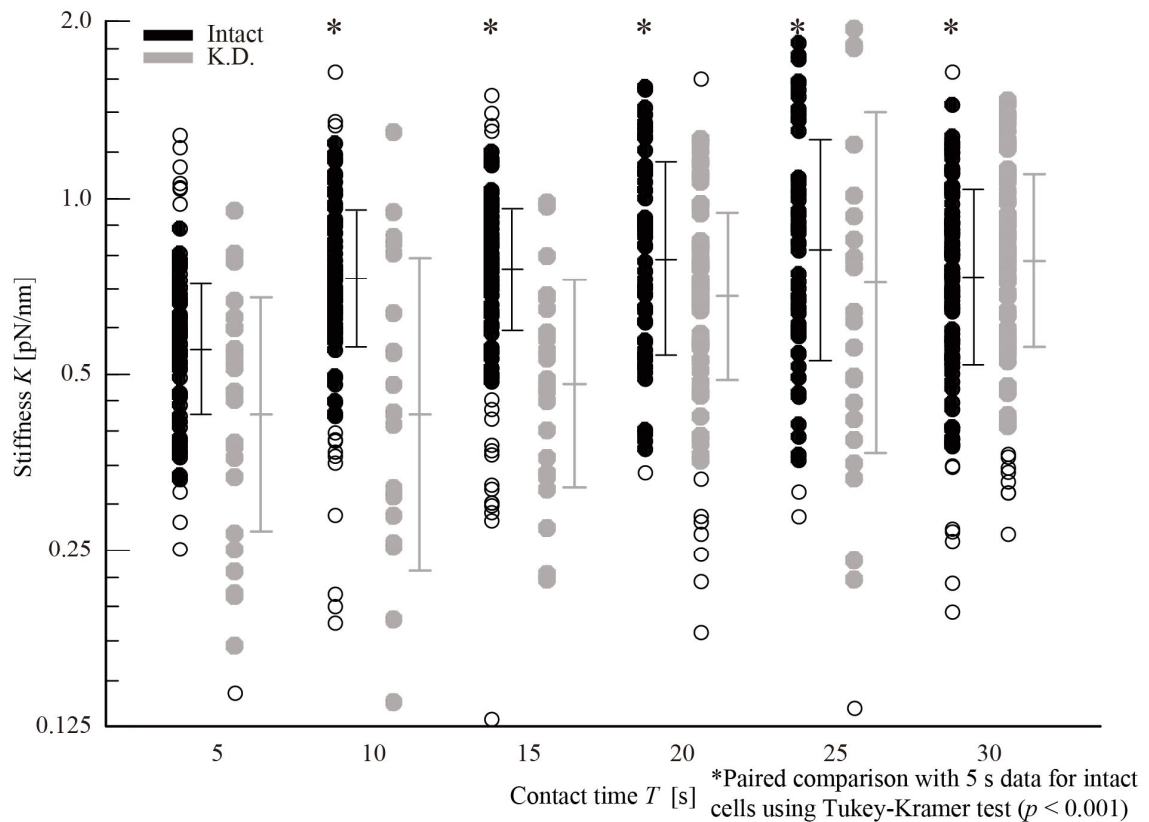 2.0
1.0
0.5
0.25
0.125
Stiffness K [pN/nm]
Intact
K.D.
* * * * *
5 10 15 20 25 30
Contact time T [s]
*Paired comparison with 5 s data for intact
cells using Tukey-Kramer test (p < 0.001)